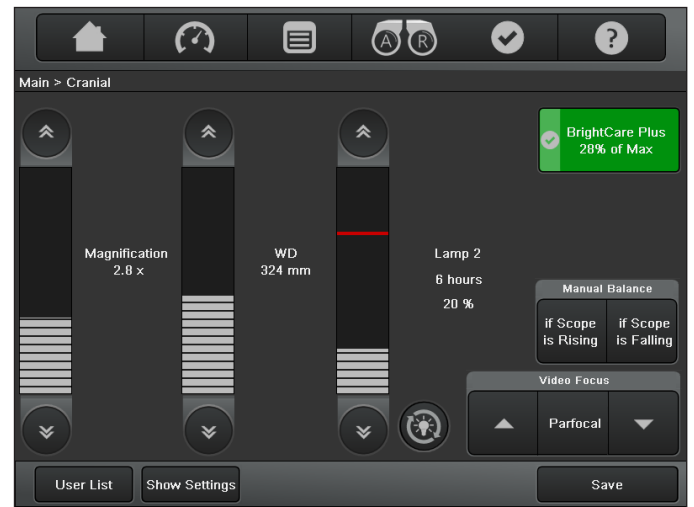 A R ?
Main > Cranial
BrightCare Plus
28% of Max
Magnification
2.8 x
WD
324 mm
Lamp 2
6 hours
20 %
Manual Balance
if Scope
is Rising
if Scope
is Falling
Video Focus
Parfocal
User List
Show Settings
Save